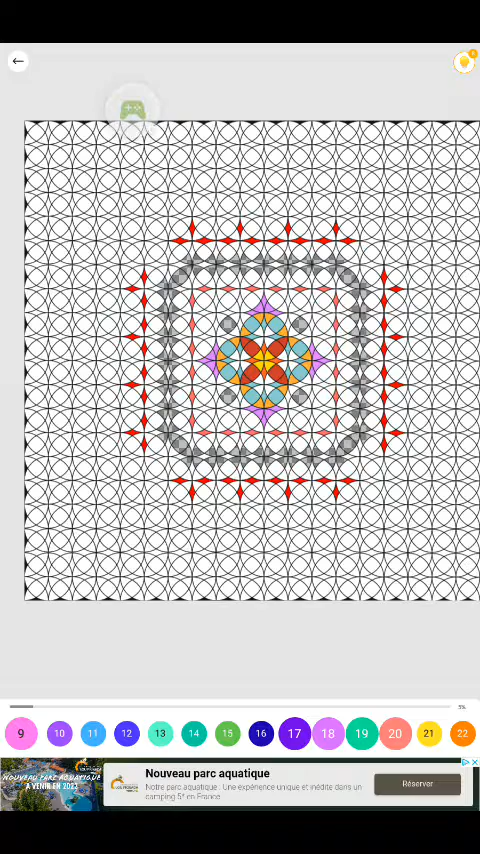 5%
9 10 11 12 13 14 15 16 17 18 19 20 21 22
NOUVEAU PARC AQUATIQUE
A VENIR EN 2022
Nouveau parc aquatique
Notre parc aquatique : Une expérience unique et inédite dans un
camping 5* en France
Réserver